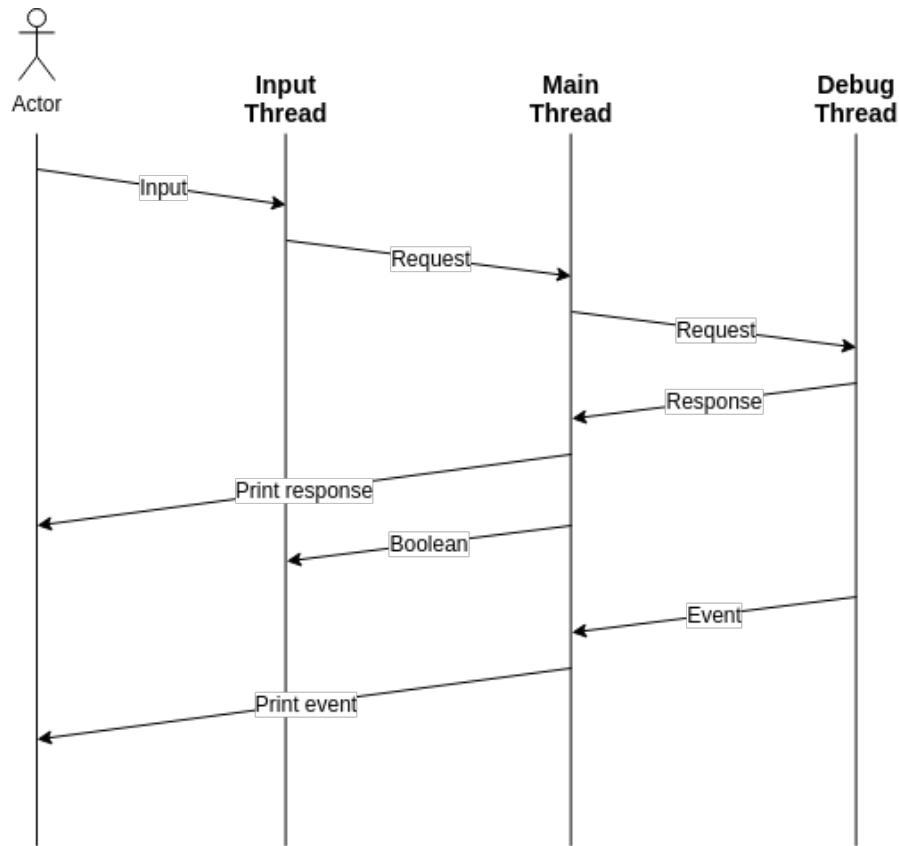 Actor
Input
Thread
Main
Thread
Debug
Thread
Input
Request
Request
Response
Print response
Boolean
Event
Print event